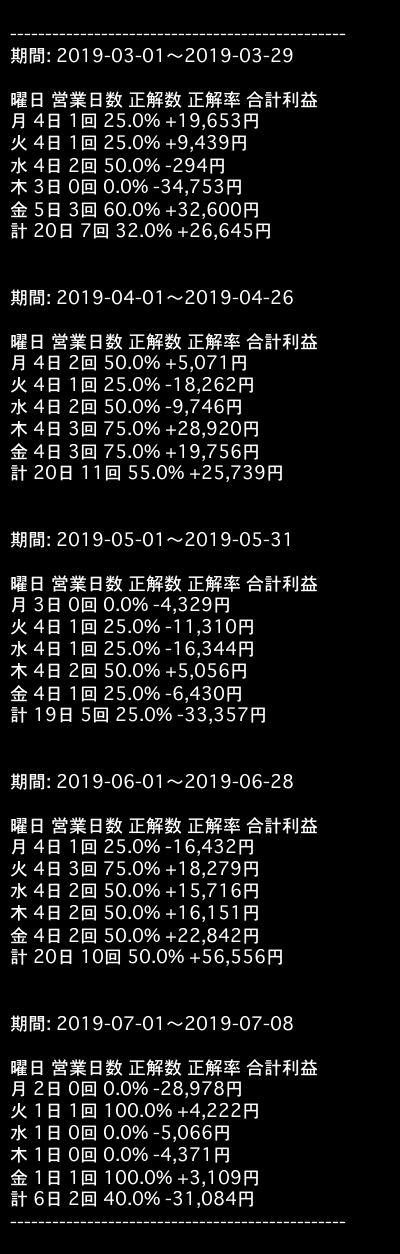 ------------------------------------------------
期間: 2019-03-01〜2019-03-29
曜日 営業日数 正解数 正解率 合計利益
月 4日 1回 25.0% +19,653円
火 4日 1回 25.0% +9,439円
水 4日 2回 50.0% -294円
木 3日 0回 0.0% -34,753円
金 5日 3回 60.0% +32,600円
計 20日 7回 32.0% +26,645円
期間: 2019-04-01〜2019-04-26
曜日 営業日数 正解数 正解率 合計利益
月 4日 2回 50.0% +5,071円
火 4日 1回 25.0% -18,262円
水 4日 2回 50.0% -9,746円
木 4日 3回 75.0% +28,920円
金 4日 3回 75.0% +19,756円
計 20日 11回 55.0% +25,739円
期間: 2019-05-01〜2019-05-31
曜日 営業日数 正解数 正解率 合計利益
月 3日 0回 0.0% -4,329円
火 4日 1回 25.0% -11,310円
水 4日 1回 25.0% -16,344円
木 4日 2回 50.0% +5,056円
金 4日 1回 25.0% -6,430円
計 19日 5回 25.0% -33,357円
期間: 2019-06-01〜2019-06-28
曜日 営業日数 正解数 正解率 合計利益
月 4日 1回 25.0% -16,432円
火 4日 3回 75.0% +18,279円
水 4日 2回 50.0% +15,716円
木 4日 2回 50.0% +16,151円
金 4日 2回 50.0% +22,842円
計 20日 10回 50.0% +56,556円
期間: 2019-07-01〜2019-07-08
曜日 営業日数 正解数 正解率 合計利益
月 2日 0回 0.0% -28,978円
火 1日 1回 100.0% +4,222円
水 1日 0回 0.0% -5,066円
木 1日 0回 0.0% -4,371円
金 1日 1回 100.0% +3,109円
計 6日 2回 40.0% -31,084円
------------------------------------------------